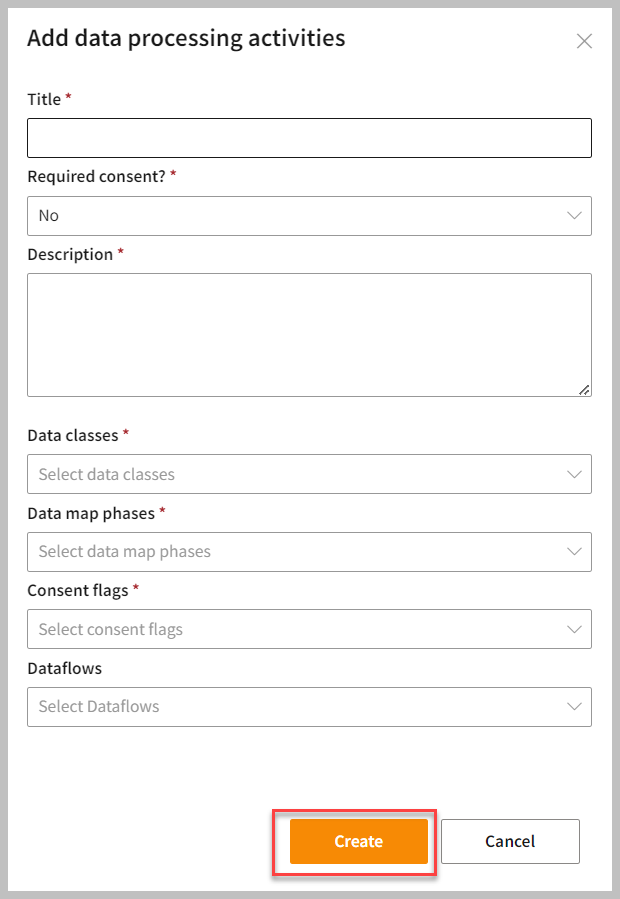 Add data processing activities
Title *
Required consent? *
No
Description *
Data classes *
Select data classes
Data map phases *
Select data map phases
Consent flags *
Select consent flags
Dataflows
Select Dataflows
Create Cancel